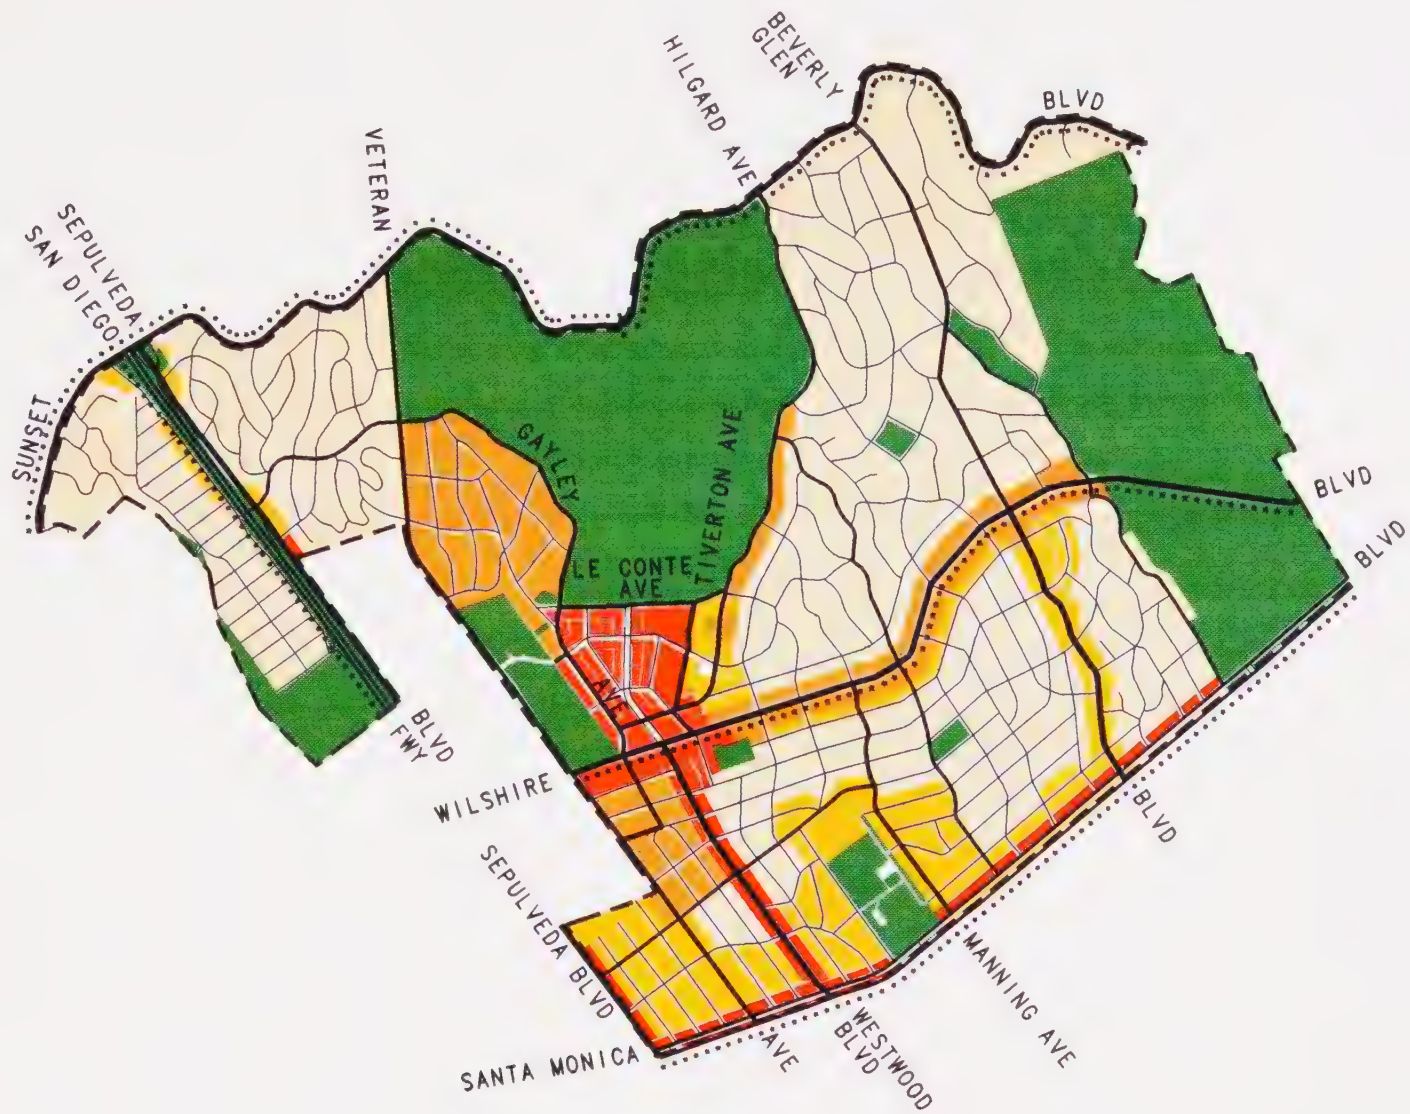 BEVERLY
GLEN
HILGARD AVE
BLVD
VETERAN
SEPULVEDA
SAN DIEGO
SUNSET
GAYLEY
TIVERTON AVE
LE CONTE
AVE
AVE
BLVD
BLVD
BLVD
FWY
WILSHIRE
BLVD
SEPULVEDA BLVD
MANNING AVE
WESTWOOD
BLVD
AVE
SANTA MONICA